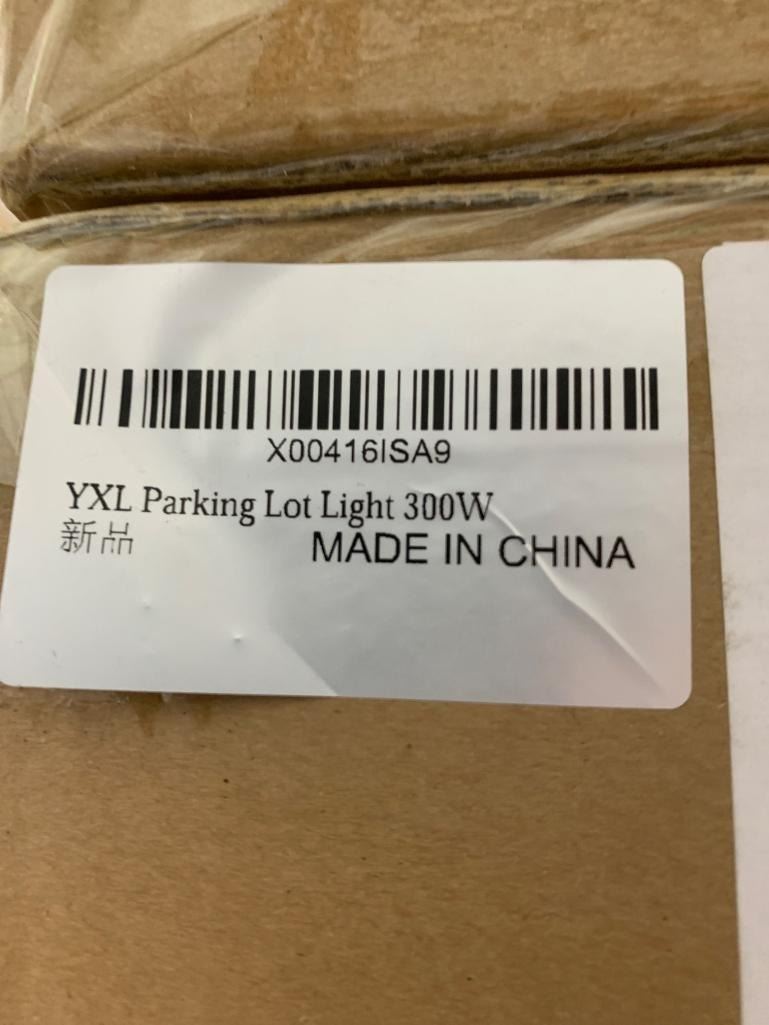 X00416ISA9
YXL Parking Lot Light 300W
新品
MADE IN CHINA